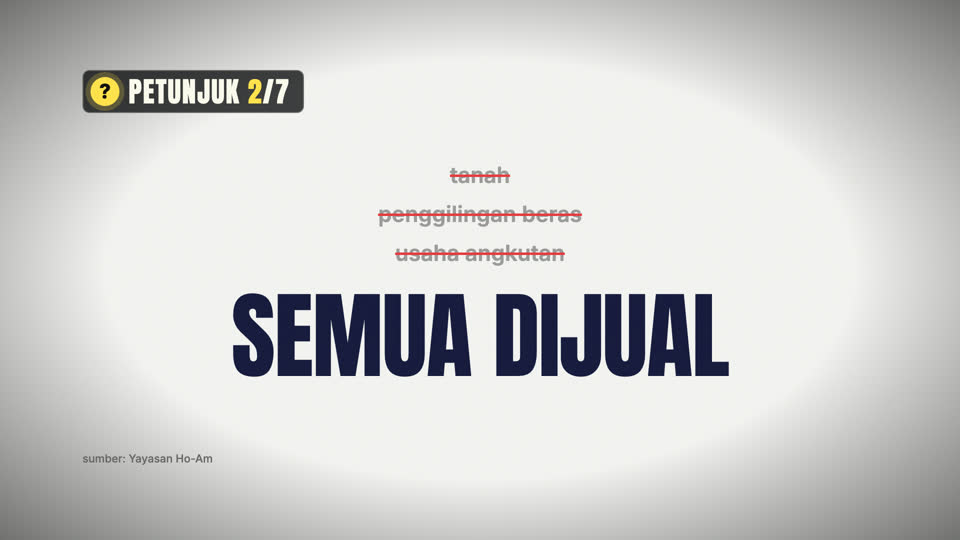 ? PETUNJUK 2/7
tanah
penggilingan beras
usaha angkutan
SEMUA DIJUAL
sumber: Yayasan Ho-Am